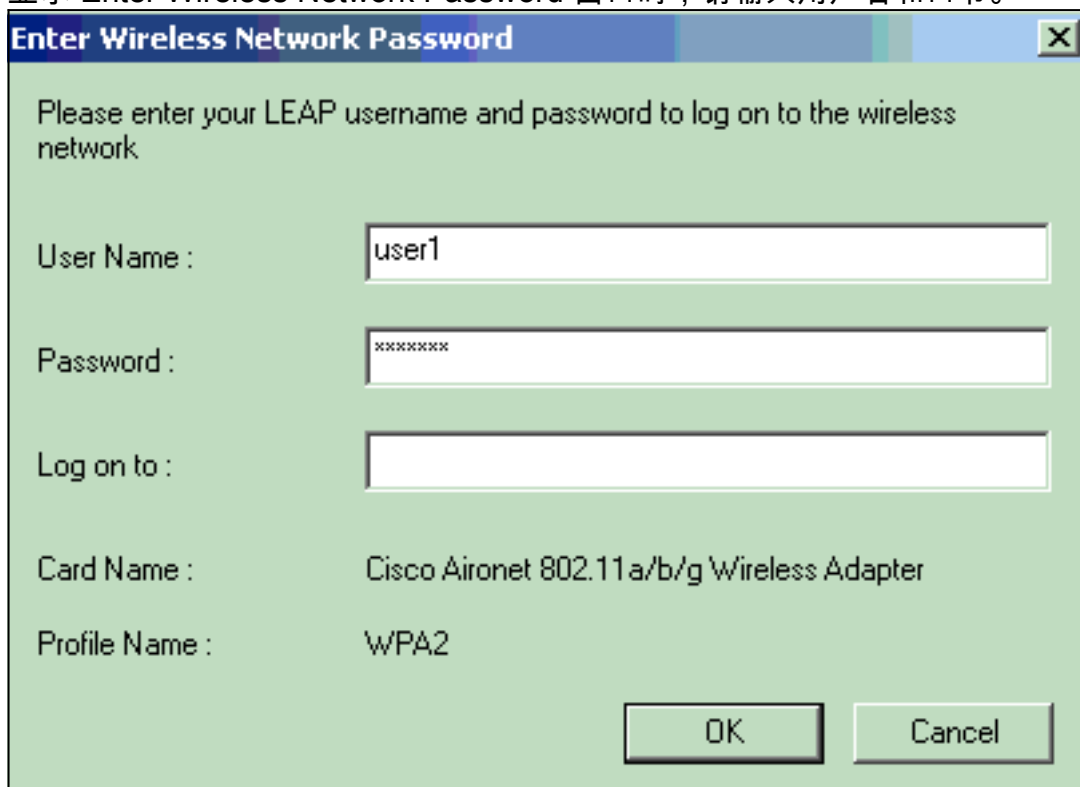 Enter Wireless Network Password
Please enter your LEAP username and password to log on to the wireless
network
User Name :
user1
Password :
*******
Log on to :
Card Name :
Cisco Aironet 802.11a/b/g Wireless Adapter
Profile Name :
WPA2
OK
Cancel